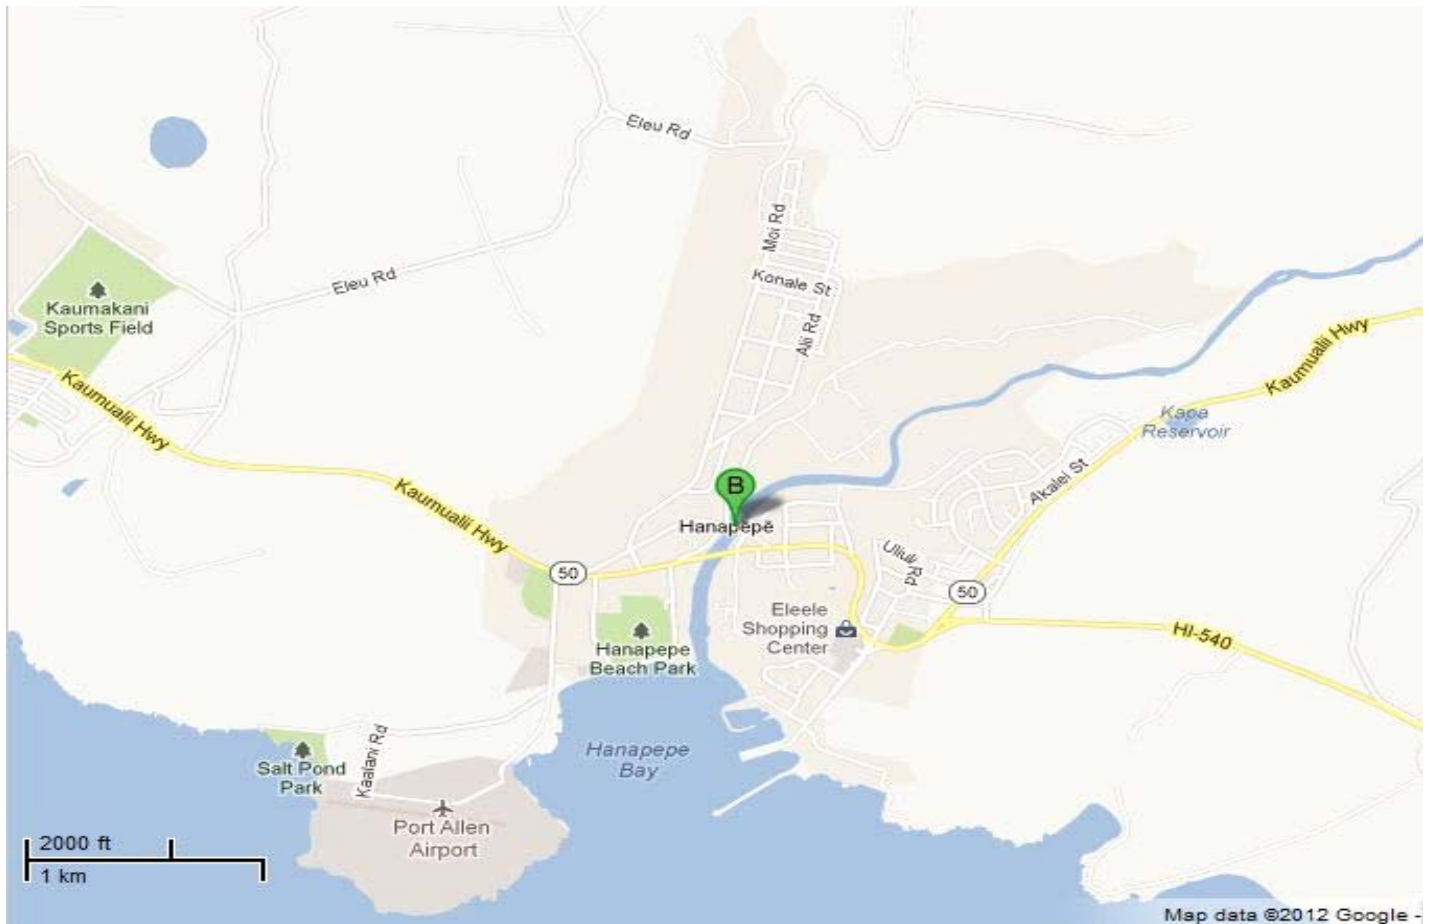 Eleu Rd
Moi Rd
Eleu Rd
Konale St
Kaumakani
Sports Field
Alii Rd
Kaumualii Hwy
Kaumualii Hwy
Kapa
Reservoir
Akalei St
Kaumualii Hwy
B
Hanapēpē
Uliuli Rd
50
50
Eleele
Shopping
Center
HI-540
Hanapepe
Beach Park
Kaalani Rd
Hanapepe
Bay
Salt Pond
Park
Port Allen
Airport
2000 ft
1 km
Map data ©2012 Google -